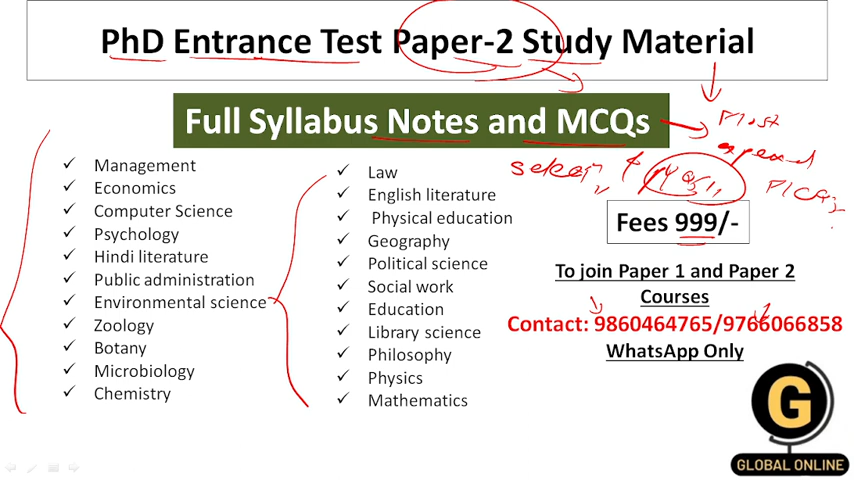 PhD Entrance Test Paper-2 Study Material
Full Syllabus Notes and MCQs
Management
Economics
Computer Science
Psychology
Hindi literature
Public administration
Environmental science
Zoology
Botany
Microbiology
Chemistry
Law
English literature
Physical education
Geography
Political science
Social work
Education
Library science
Philosophy
Physics
Mathematics
Most
MCQs
Fees 999/-
To join Paper 1 and Paper 2
Courses
Contact: 9860464765/9766066858
WhatsApp Only
G
GLOBAL ONLINE